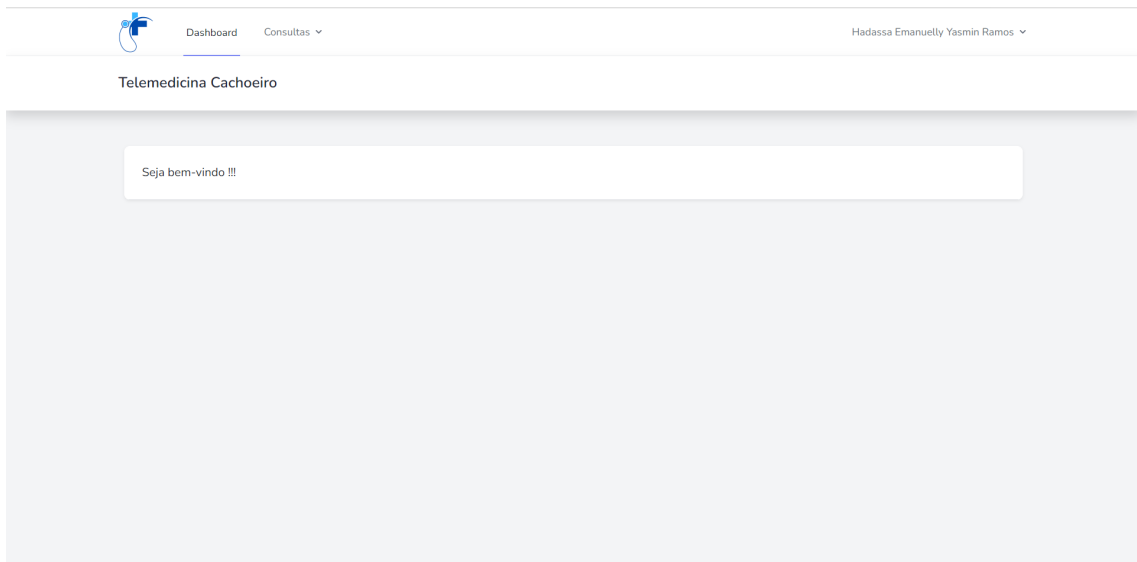 Dashboard Consultas Hadassa Emanuelly Yasmin Ramos
Telemedicina Cachoeiro
Seja bem-vindo !!!